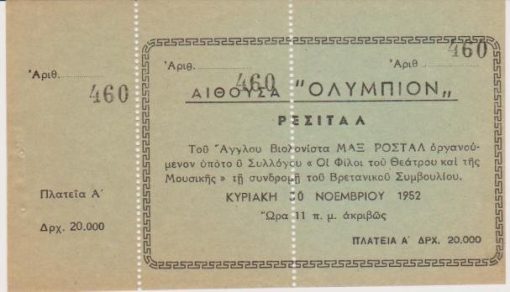 Ἀριθ.
460
Πλατεῖα Α΄
Δρχ. 20.000
Ἀριθ. 460
Ἀριθ. 460
ΑΙΘΟΥΣΑ "ΟΛΥΜΠΙΟΝ„
ΡΕΣΙΤΑΛ
Τοῦ Ἄγγλου Βιολονίστα ΜΑΞ ΡΟΣΤΑΛ ὀργανού-
μενον ὑπὸ τοῦ Συλλόγου « Οἱ Φίλοι τοῦ Θεάτρου καὶ τῆς
Μουσικῆς » τῇ συνδρομῇ τοῦ Βρετανικοῦ Συμβουλίου.
ΚΥΡΙΑΚΗ 30 ΝΟΕΜΒΡΙΟΥ 1952
Ὥρα 11 π. μ. ἀκριβῶς
ΠΛΑΤΕΙΑ Α΄ ΔΡΧ. 20.000